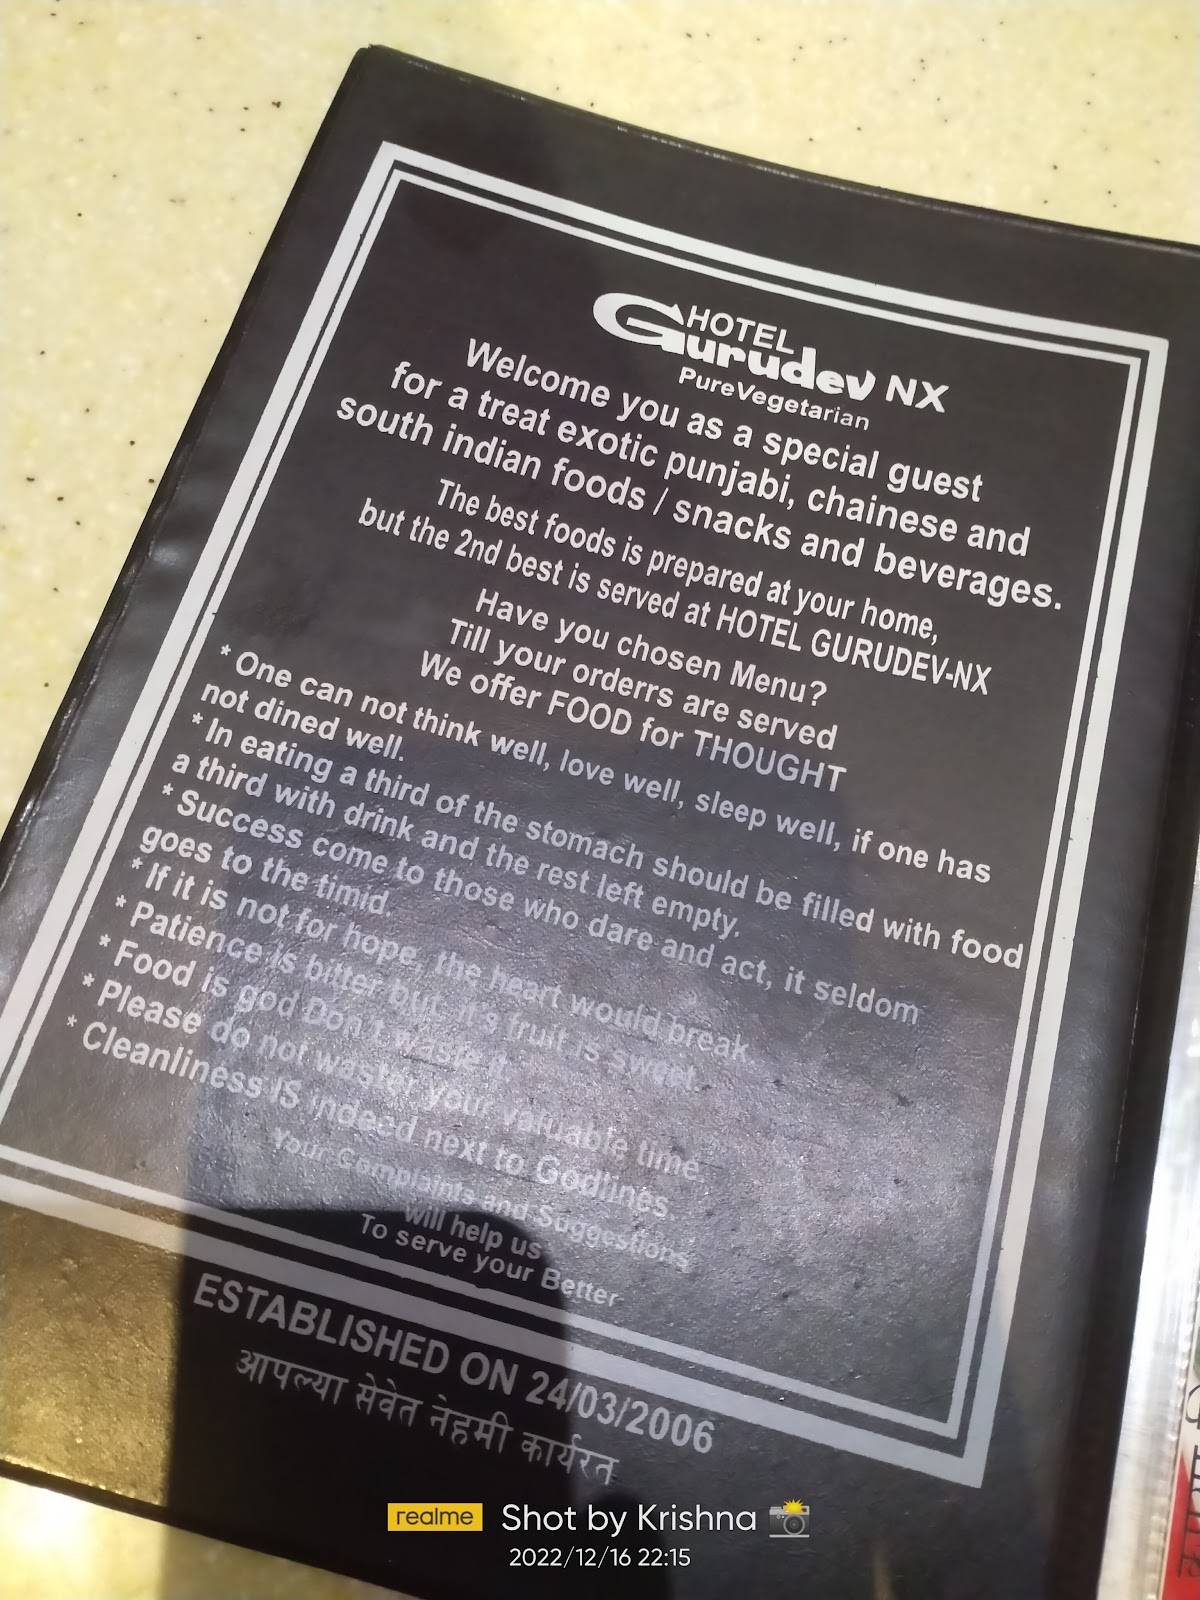 HOTEL
Gurudev NX
PureVegetarian
Welcome you as a special guest
for a treat exotic punjabi, chainese and
south indian foods / snacks and beverages.
The best foods is prepared at your home,
but the 2nd best is served at HOTEL GURUDEV-NX
Have you chosen Menu?
Till your orderrs are served
We offer FOOD for THOUGHT
* One can not think well, love well, sleep well, if one has
not dined well.
* In eating a third of the stomach should be filled with food
a third with drink and the rest left empty.
* Success come to those who dare and act, it seldom
goes to the timid.
* If it is not for hope, the heart would break.
* Patience is bitter but it's fruit is sweet.
* Food is god Don't waste it
* Please do not waster your valuable time
* Cleanliness IS indeed next to Godlines.
Your Complaints and Suggestions
will help us
To serve your Better
ESTABLISHED ON 24/03/2006
आपल्या सेवेत नेहमी कार्यरत
realme Shot by Krishna
2022/12/16 22:15